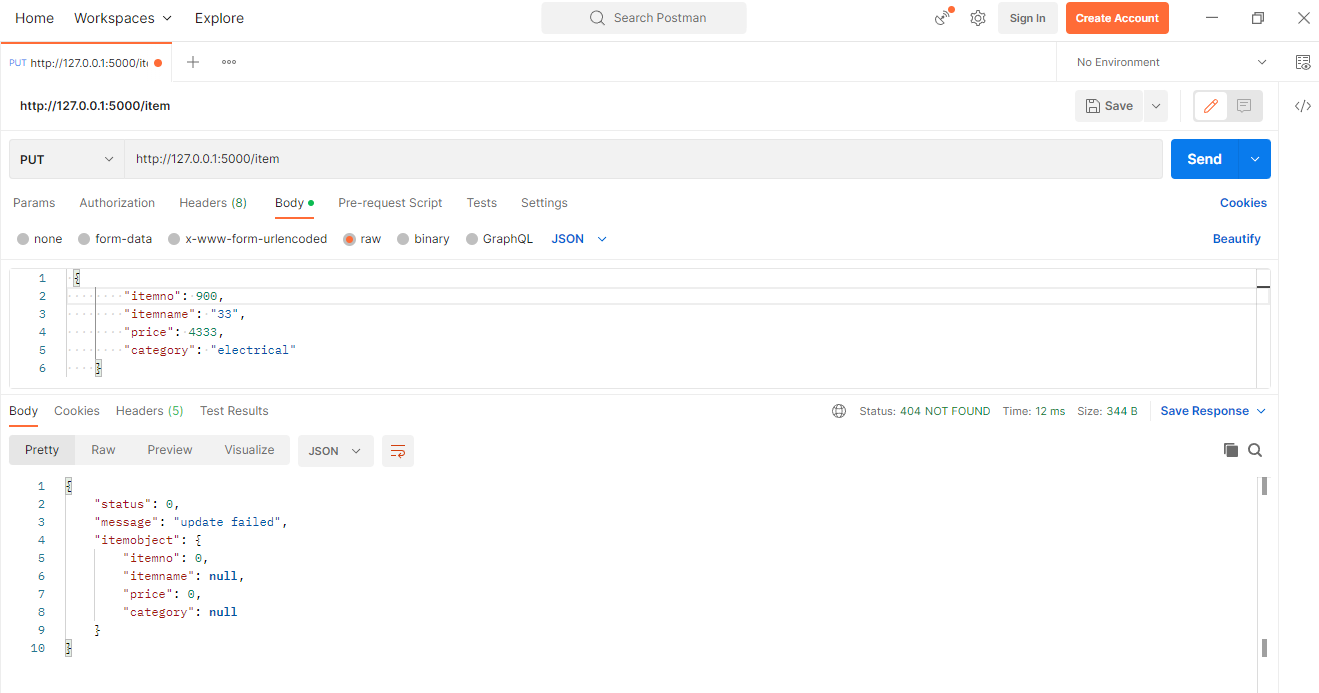 Home Workspaces Explore Search Postman Sign In Create Account
PUT http://127.0.0.1:5000/ite No Environment
http://127.0.0.1:5000/item Save
PUT http://127.0.0.1:5000/item Send
Params Authorization Headers (8) Body Pre-request Script Tests Settings Cookies
none form-data x-www-form-urlencoded raw binary GraphQL JSON Beautify
1 {
2 "itemno": 900,
3 "itemname": "33",
4 "price": 4333,
5 "category": "electrical"
6 }
Body Cookies Headers (5) Test Results Status: 404 NOT FOUND Time: 12 ms Size: 344 B Save Response
Pretty Raw Preview Visualize JSON
1 {
2 "status": 0,
3 "message": "update failed",
4 "itemobject": {
5 "itemno": 0,
6 "itemname": null,
7 "price": 0,
8 "category": null
9 }
10 }